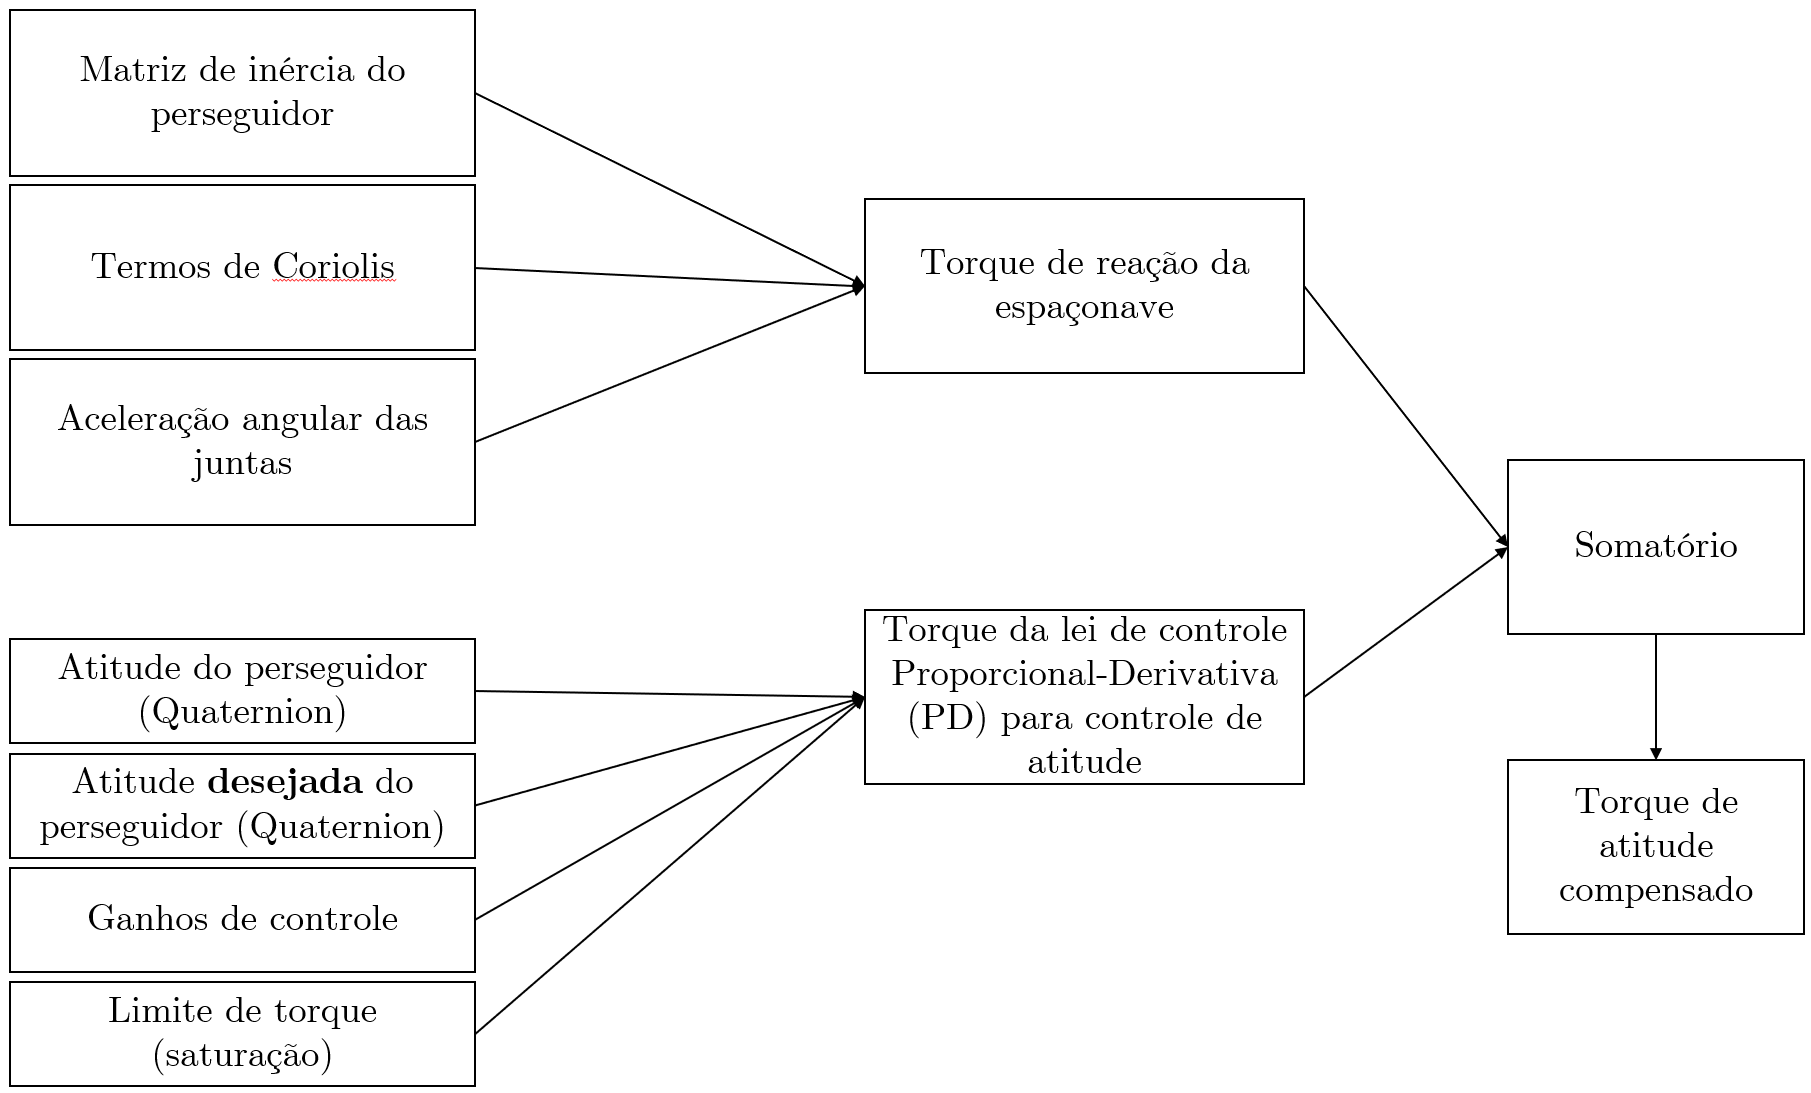 Matriz de inércia do
perseguidor
Termos de Coriolis
Aceleração angular das
juntas
Torque de reação da
espaçonave
Atitude do perseguidor
(Quaternion)
Atitude desejada do
perseguidor (Quaternion)
Ganhos de controle
Limite de torque
(saturação)
Torque da lei de controle
Proporcional-Derivativa
(PD) para controle de
atitude
Somatório
Torque de
atitude
compensado